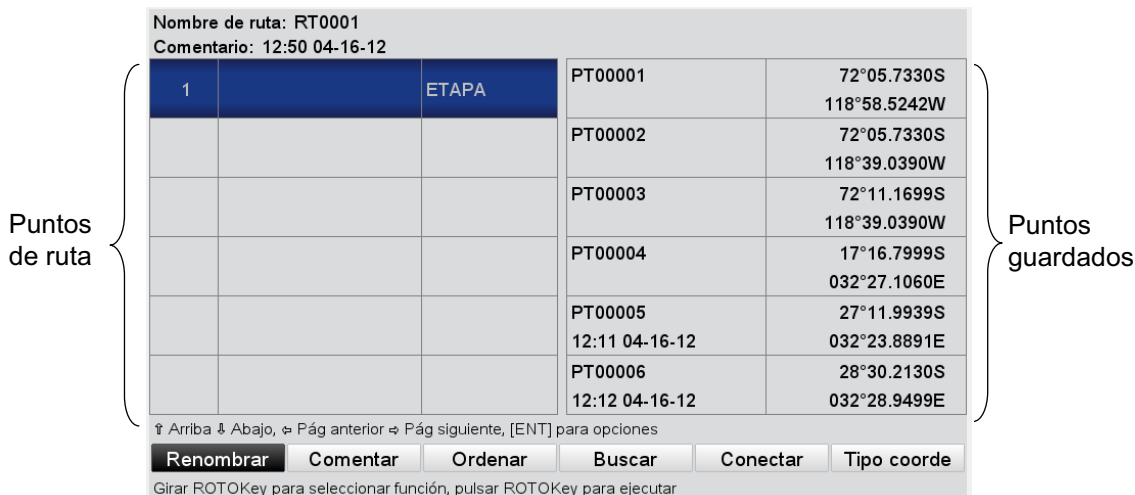 Nombre de ruta: RT0001
Comentario: 12:50 04-16-12
Puntos
de ruta
1 ETAPA
PT00001 72°05.7330S
118°58.5242W
PT00002 72°05.7330S
118°39.0390W
PT00003 72°11.1699S
118°39.0390W
PT00004 17°16.7999S
032°27.1060E
PT00005 27°11.9939S
12:11 04-16-12 032°23.8891E
PT00006 28°30.2130S
12:12 04-16-12 032°28.9499E
Puntos
guardados
⇧ Arriba ⇩ Abajo, ⇦ Pág anterior ⇨ Pág siguiente, [ENT] para opciones
Renombrar Comentar Ordenar Buscar Conectar Tipo coorde
Girar ROTOKey para seleccionar función, pulsar ROTOKey para ejecutar